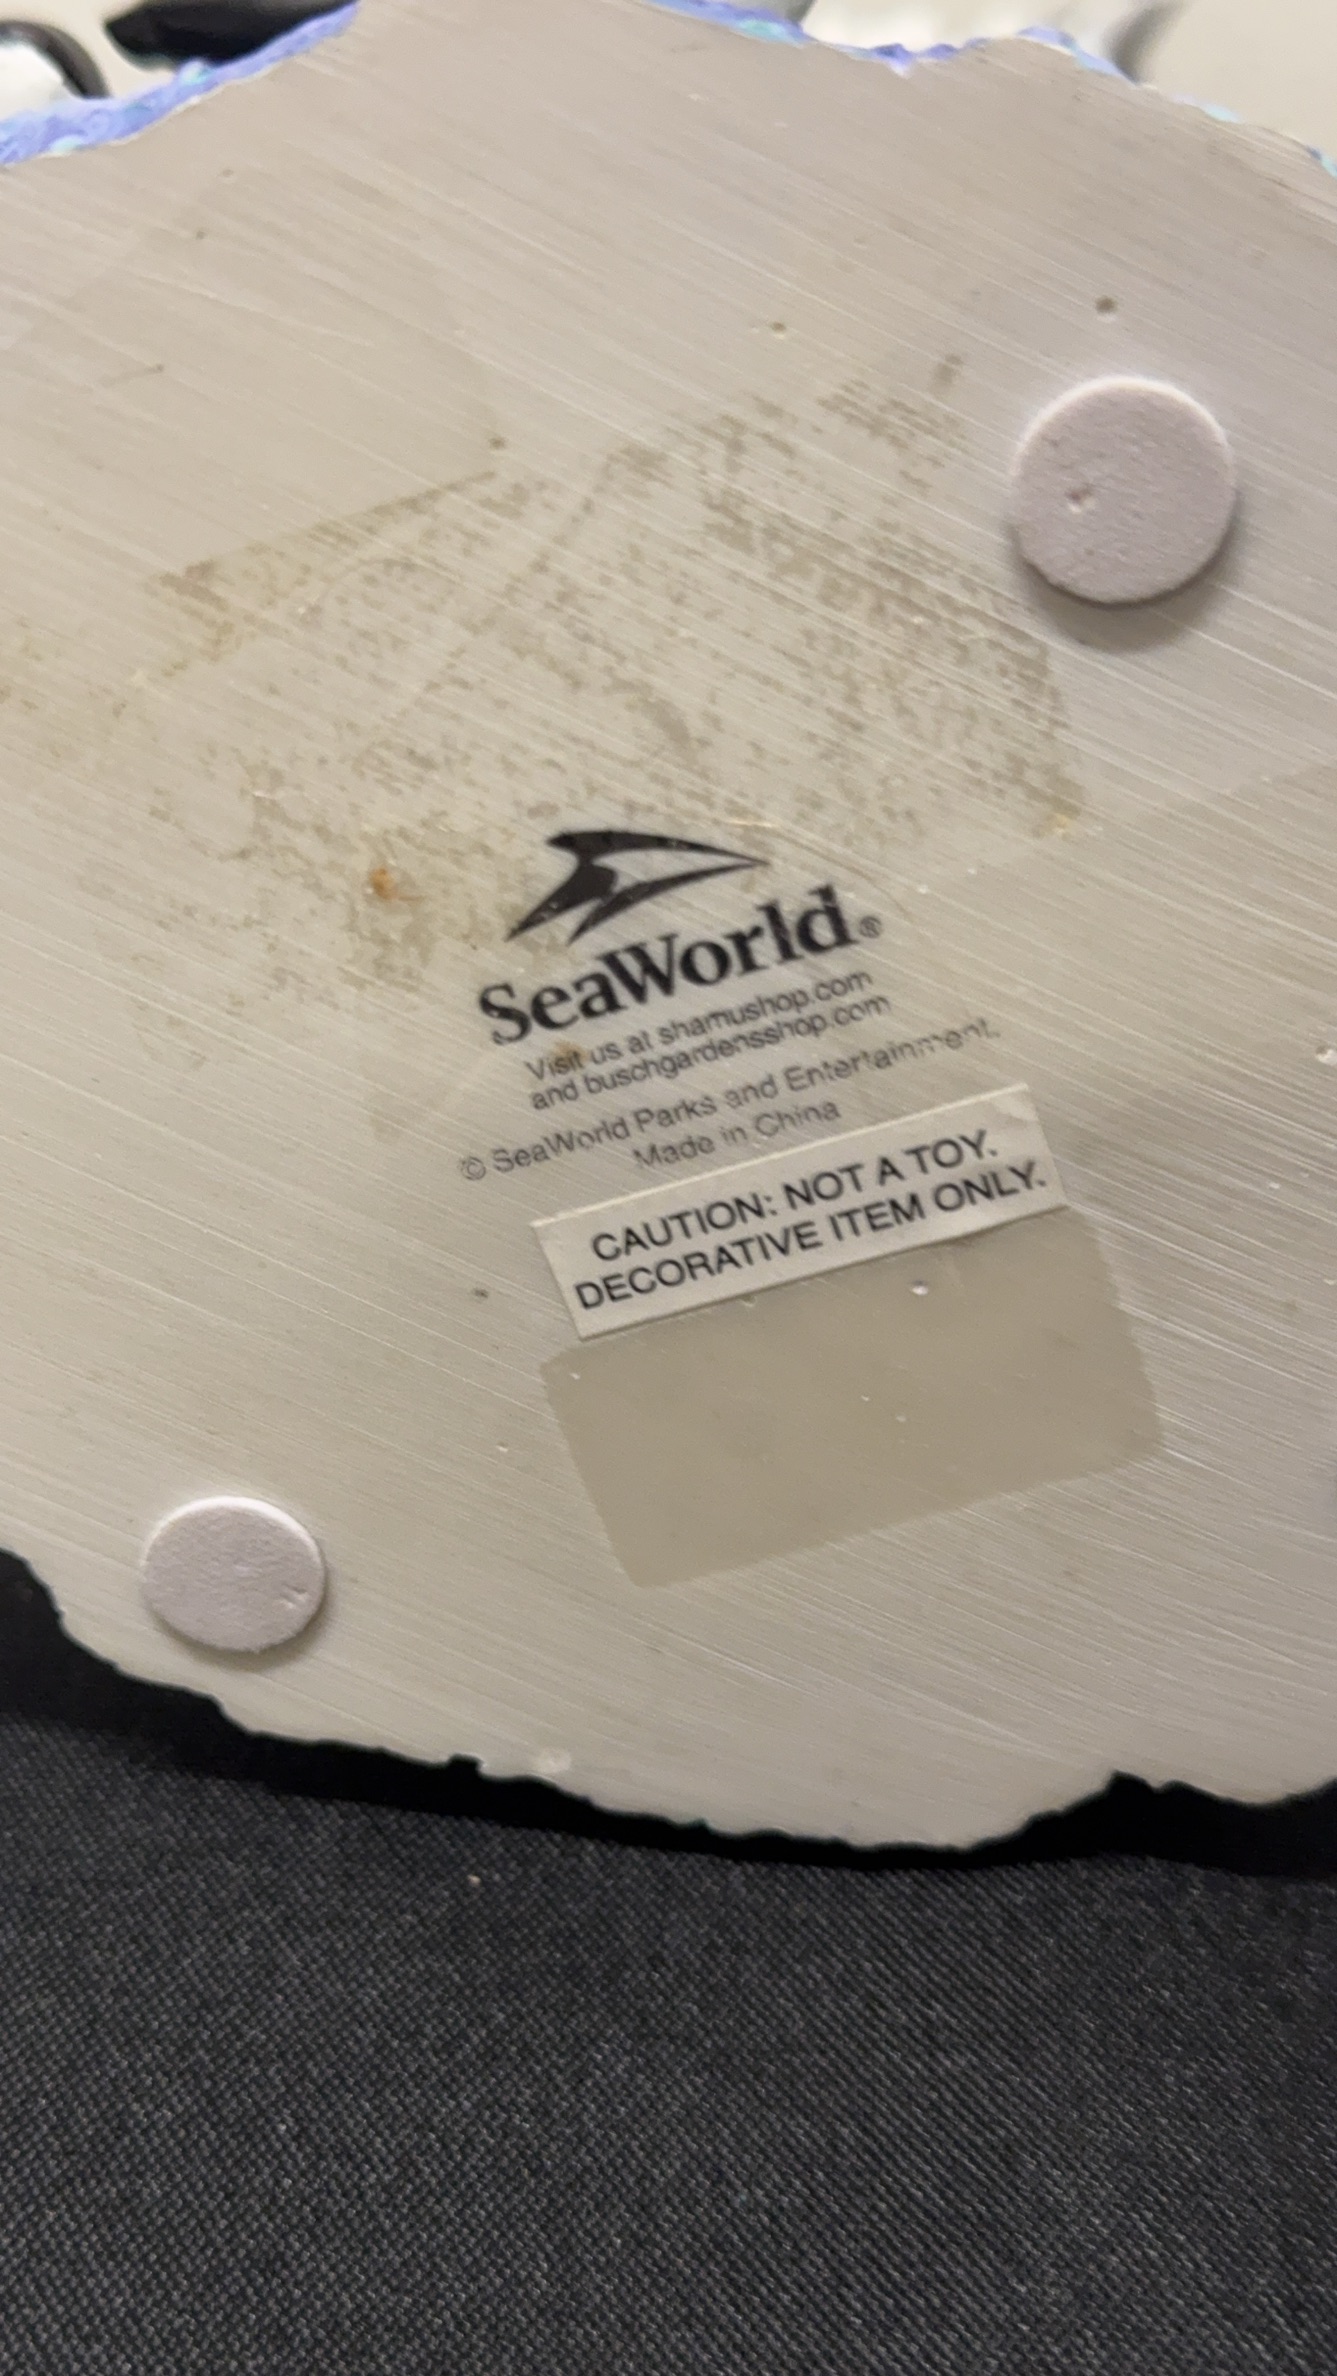 SeaWorld®
Visit us at shamushop.com
and buschgardensshop.com
© SeaWorld Parks and Entertainment.
Made in China
CAUTION: NOT A TOY.
DECORATIVE ITEM ONLY.